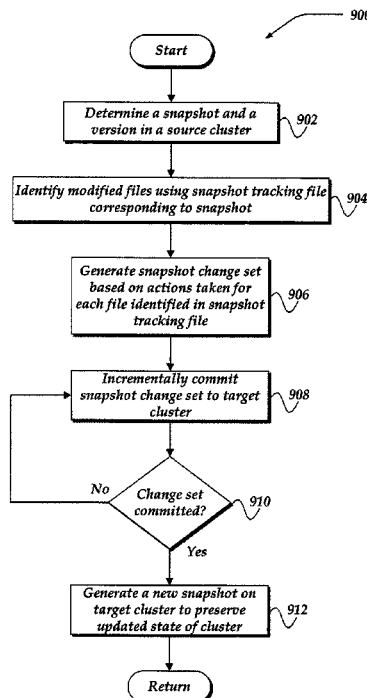 900
Start
Determine a snapshot and a
version in a source cluster
902
Identify modified files using snapshot tracking file
corresponding to snapshot
904
Generate snapshot change set
based on actions taken for
each file identified in snapshot
tracking file
906
Incrementally commit
snapshot change set to target
cluster
908
No
Change set
committed?
910
Yes
Generate a new snapshot on
target cluster to preserve
updated state of cluster
912
Return